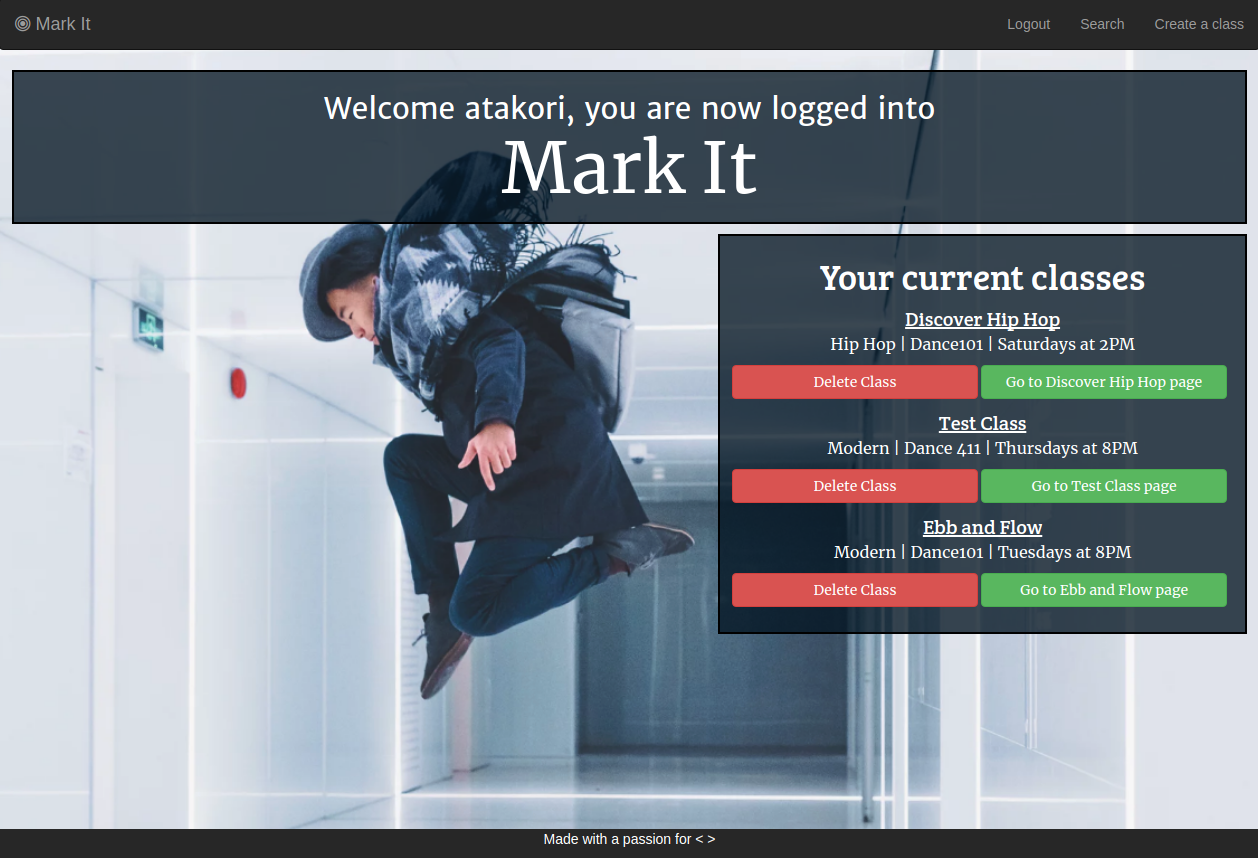 Mark It
Logout Search Create a class
Welcome atakori, you are now logged into
Mark It
Your current classes
Discover Hip Hop
Hip Hop | Dance101 | Saturdays at 2PM
Delete Class Go to Discover Hip Hop page
Test Class
Modern | Dance 411 | Thursdays at 8PM
Delete Class Go to Test Class page
Ebb and Flow
Modern | Dance101 | Tuesdays at 8PM
Delete Class Go to Ebb and Flow page
Made with a passion for < >